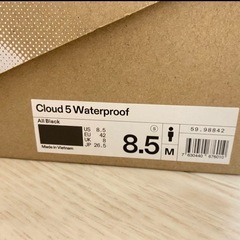 Cloud 5 Waterproof
All Black
US 8.5
EU 42
UK 8
JP 26.5
Made in Vietnam
8.5
M
59.98842